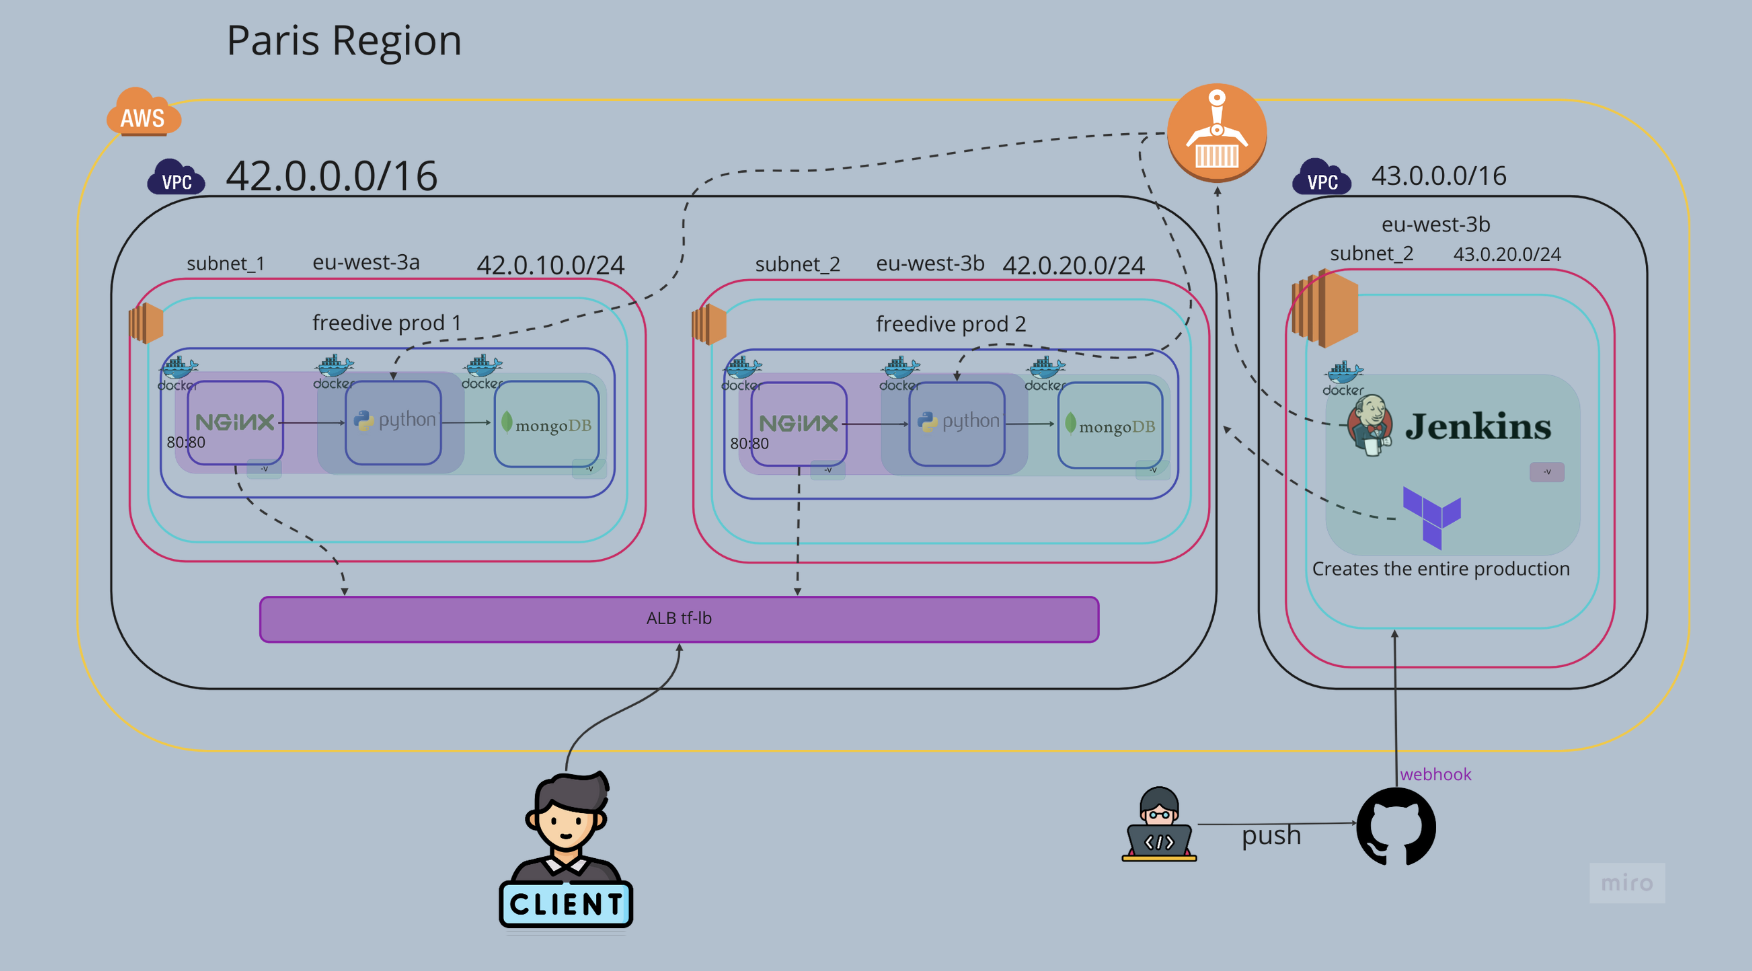 Paris Region
AWS
VPC
42.0.0.0/16
VPC
43.0.0.0/16
eu-west-3b
subnet_2
43.0.20.0/24
subnet_1
eu-west-3a
42.0.10.0/24
subnet_2
eu-west-3b
42.0.20.0/24
freedive prod 1
docker
docker
docker
NGINX
python
mongoDB
80:80
-v
-v
freedive prod 2
docker
docker
docker
NGINX
python
mongoDB
80:80
-v
-v
docker
Jenkins
-v
Creates the entire production
ALB tf-lb
webhook
push
</>
CLIENT
miro